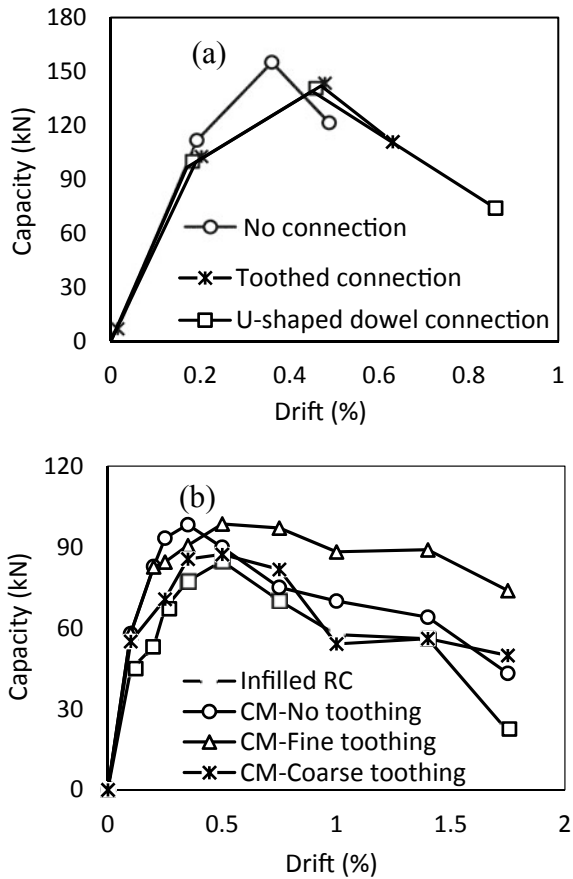 180
150
120
90
60
30
0
Capacity (kN)
(a)
No connection
Toothed connection
U-shaped dowel connection
0 0.2 0.4 0.6 0.8 1
Drift (%)
120
90
60
30
0
Capacity (kN)
(b)
Infilled RC
CM-No toothing
CM-Fine toothing
CM-Coarse toothing
0 0.5 1 1.5 2
Drift (%)